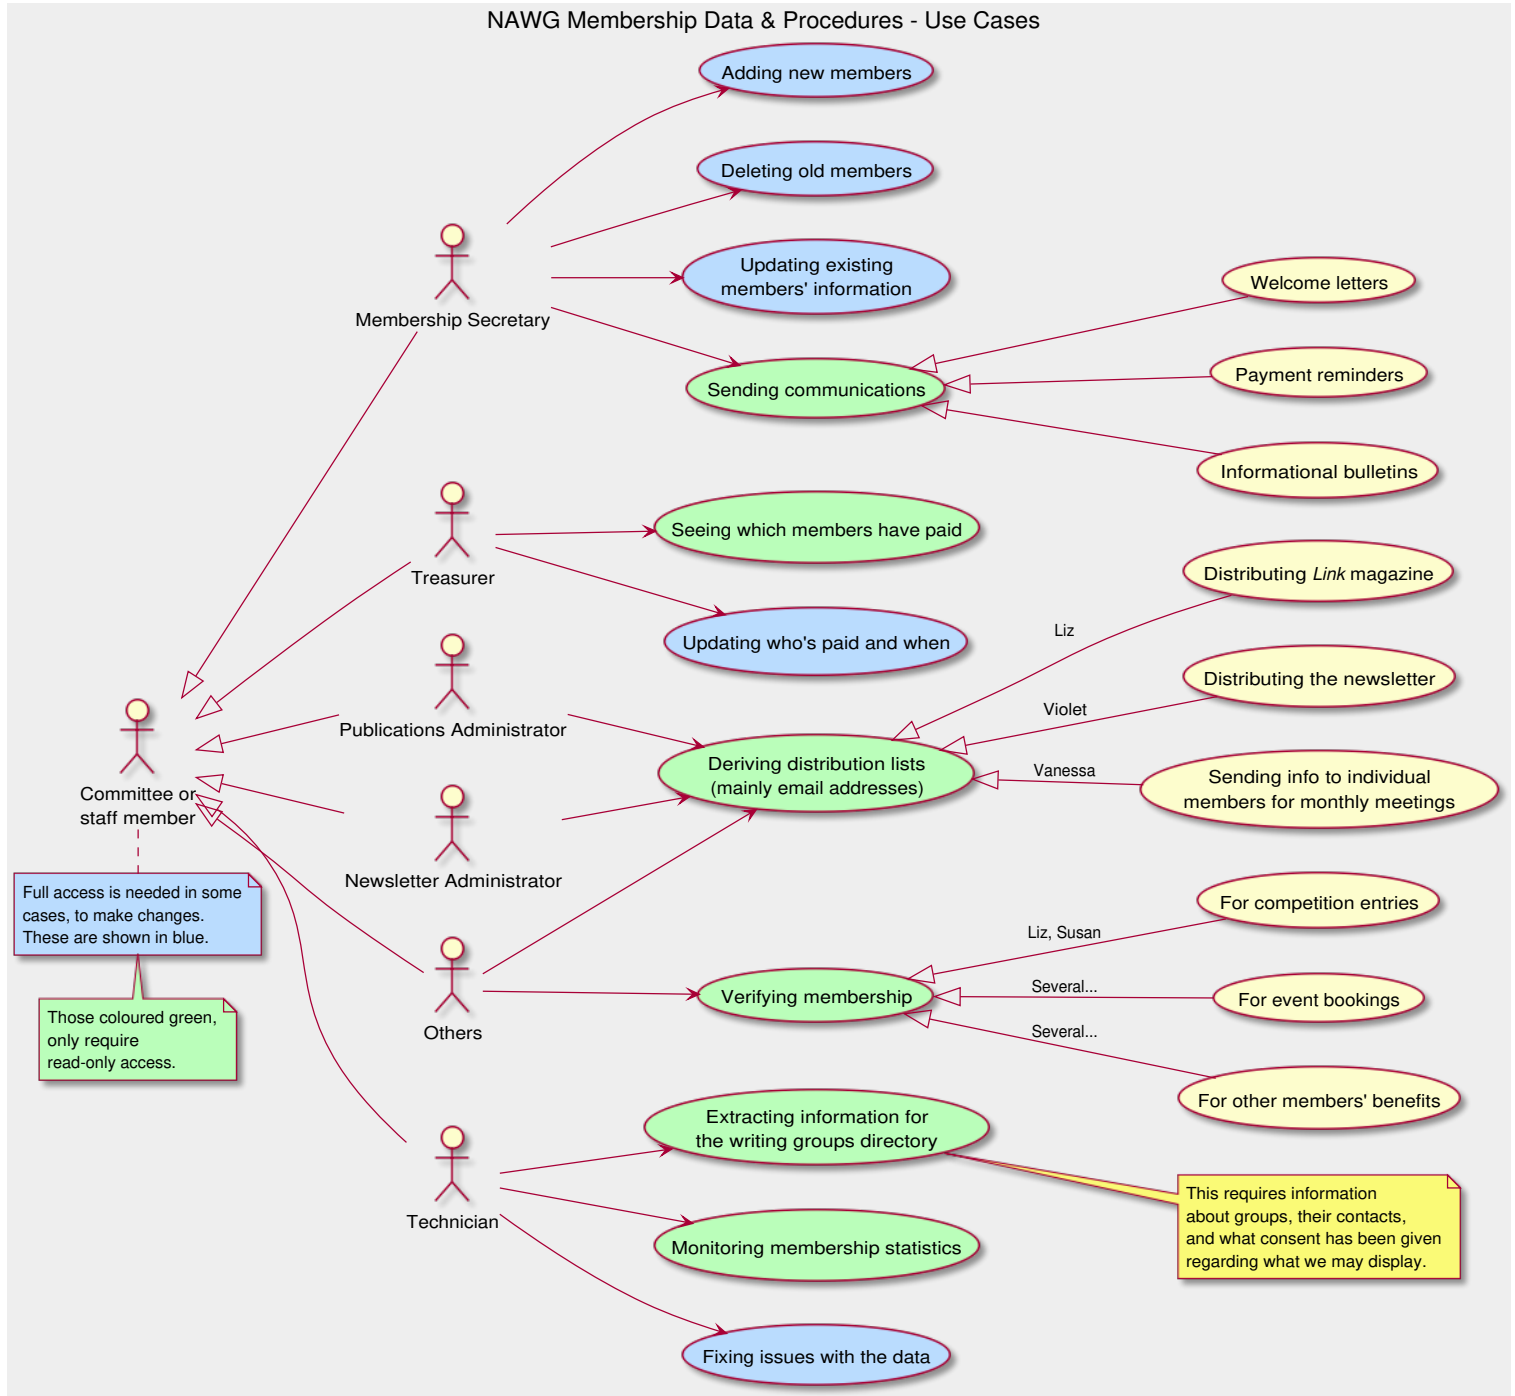 NAWG Membership Data & Procedures - Use Cases
Adding new members
Deleting old members
Updating existing
members' information
Membership Secretary
Sending communications
Welcome letters
Payment reminders
Informational bulletins
Seeing which members have paid
Treasurer
Updating who's paid and when
Distributing Link magazine
Liz
Distributing the newsletter
Violet
Publications Administrator
Deriving distribution lists
(mainly email addresses)
Vanessa
Sending info to individual
members for monthly meetings
Committee or
staff member
Newsletter Administrator
Full access is needed in some
cases, to make changes.
These are shown in blue.
Those coloured green,
only require
read-only access.
Others
Verifying membership
For competition entries
Liz, Susan
Several...
For event bookings
Several...
For other members' benefits
Extracting information for
the writing groups directory
Technician
Monitoring membership statistics
This requires information
about groups, their contacts,
and what consent has been given
regarding what we may display.
Fixing issues with the data